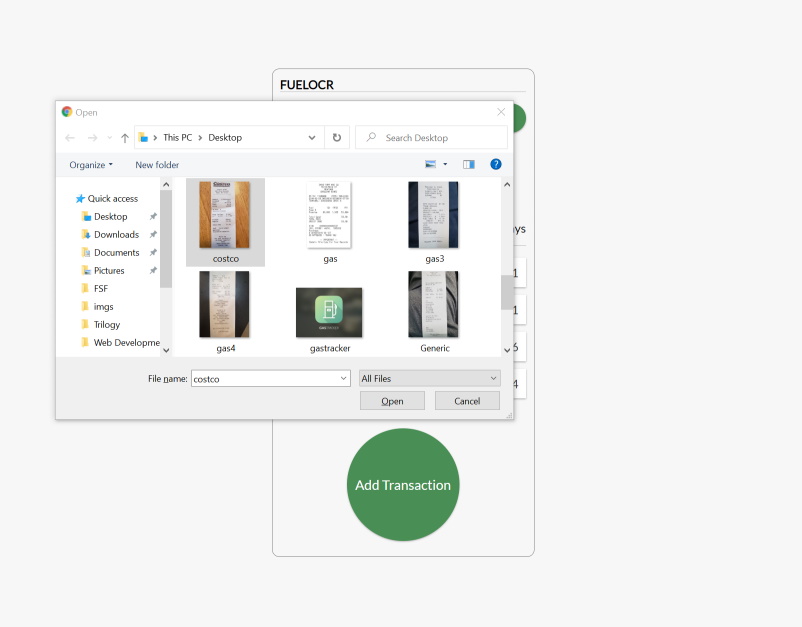 FUELOCR
Open
This PC
Desktop
Search Desktop
Organize
New folder
?
Quick access
Desktop
Downloads
Documents
Pictures
FSF
imgs
Trilogy
Web Developme
costco
gas
gas3
gas4
gastracker
Generic
ays
1
1
4
File name:
costco
All Files
Open
Cancel
Add Transaction